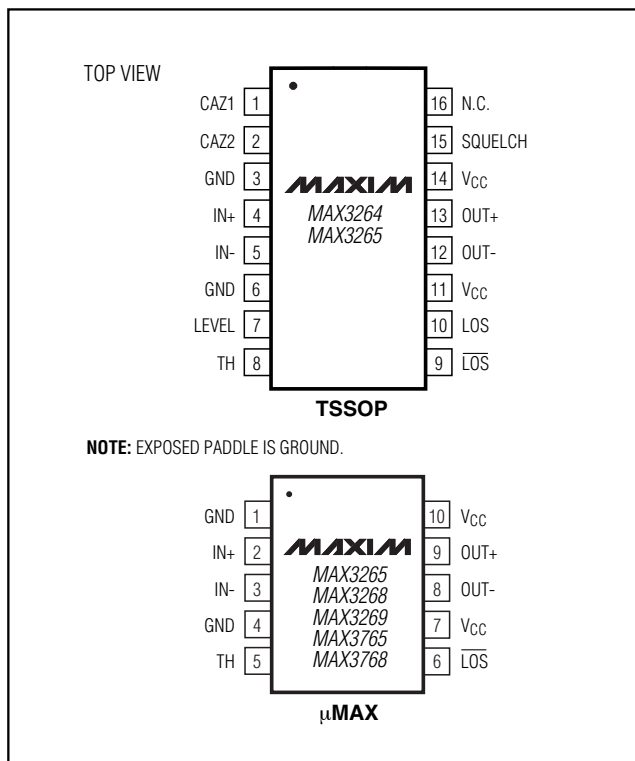 TOP VIEW
CAZ1 1 16 N.C.
CAZ2 2 15 SQUELCH
GND 3 MAXIM 14 VCC
IN+ 4 MAX3264 13 OUT+
MAX3265
IN- 5 12 OUT-
GND 6 11 VCC
LEVEL 7 10 LOS
TH 8 9 L̅O̅S̅
TSSOP
NOTE: EXPOSED PADDLE IS GROUND.
GND 1 10 VCC
IN+ 2 MAXIM 9 OUT+
MAX3265
IN- 3 MAX3268 8 OUT-
MAX3269
GND 4 MAX3765 7 VCC
TH 5 MAX3768 6 L̅O̅S̅
μMAX